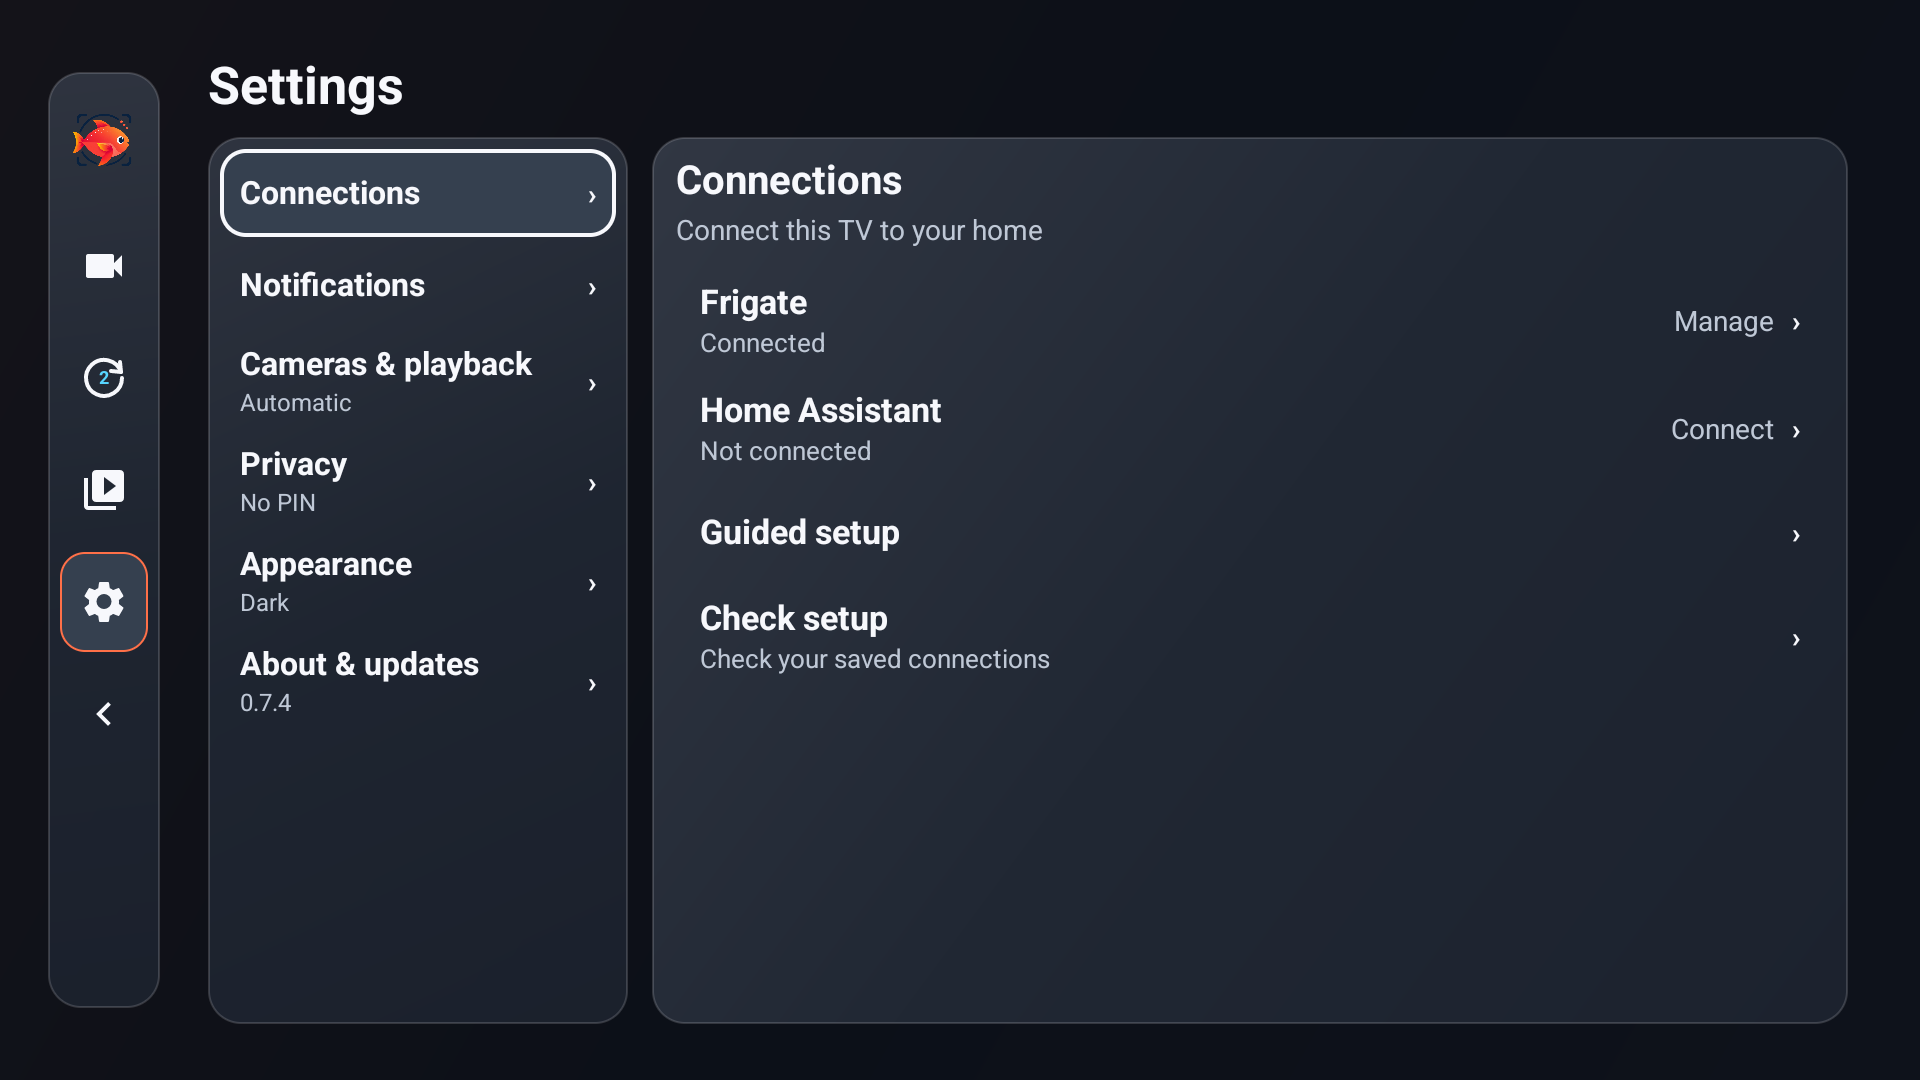 Settings
2
Connections
Notifications
Cameras & playback
Automatic
Privacy
No PIN
Appearance
Dark
About & updates
0.7.4
Connections
Connect this TV to your home
Frigate
Connected
Manage
Home Assistant
Not connected
Connect
Guided setup
Check setup
Check your saved connections